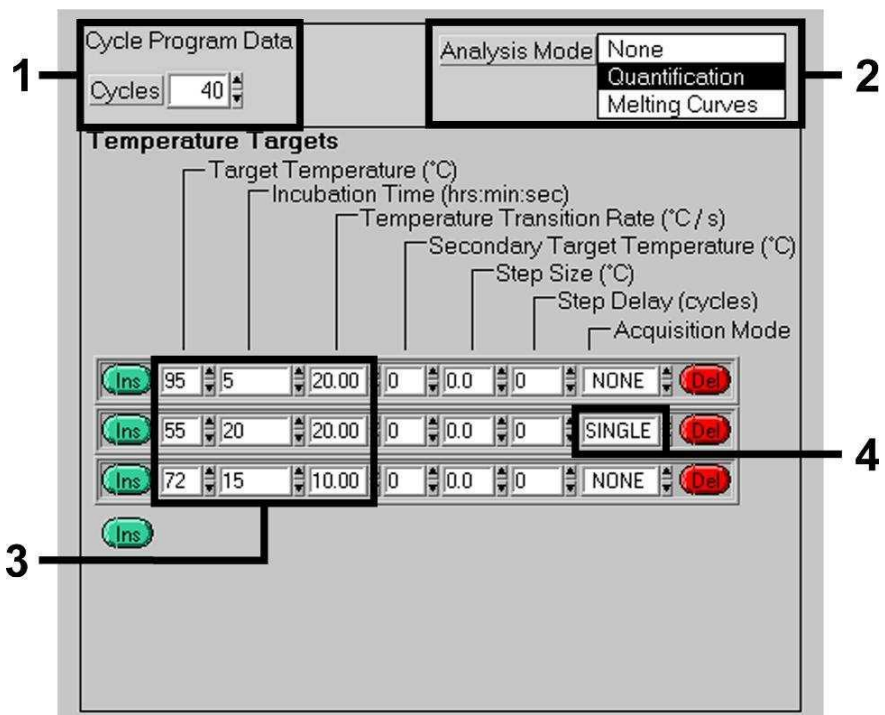 Cycle Program Data
Cycles 40
Analysis Mode None
Quantification
Melting Curves
1
2
Temperature Targets
Target Temperature (°C)
Incubation Time (hrs:min:sec)
Temperature Transition Rate (°C / s)
Secondary Target Temperature (°C)
Step Size (°C)
Step Delay (cycles)
Acquisition Mode
Ins 95 5 20.00 0 0.0 0 NONE Del
Ins 55 20 20.00 0 0.0 0 SINGLE Del
4
Ins 72 15 10.00 0 0.0 0 NONE Del
Ins
3